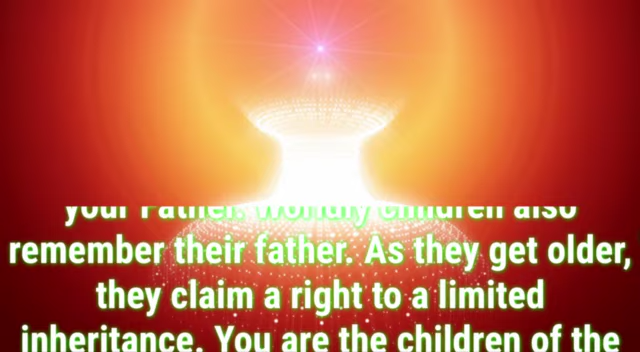 your Father. Worldly children also
remember their father. As they get older,
they claim a right to a limited
inheritance. You are the children of the